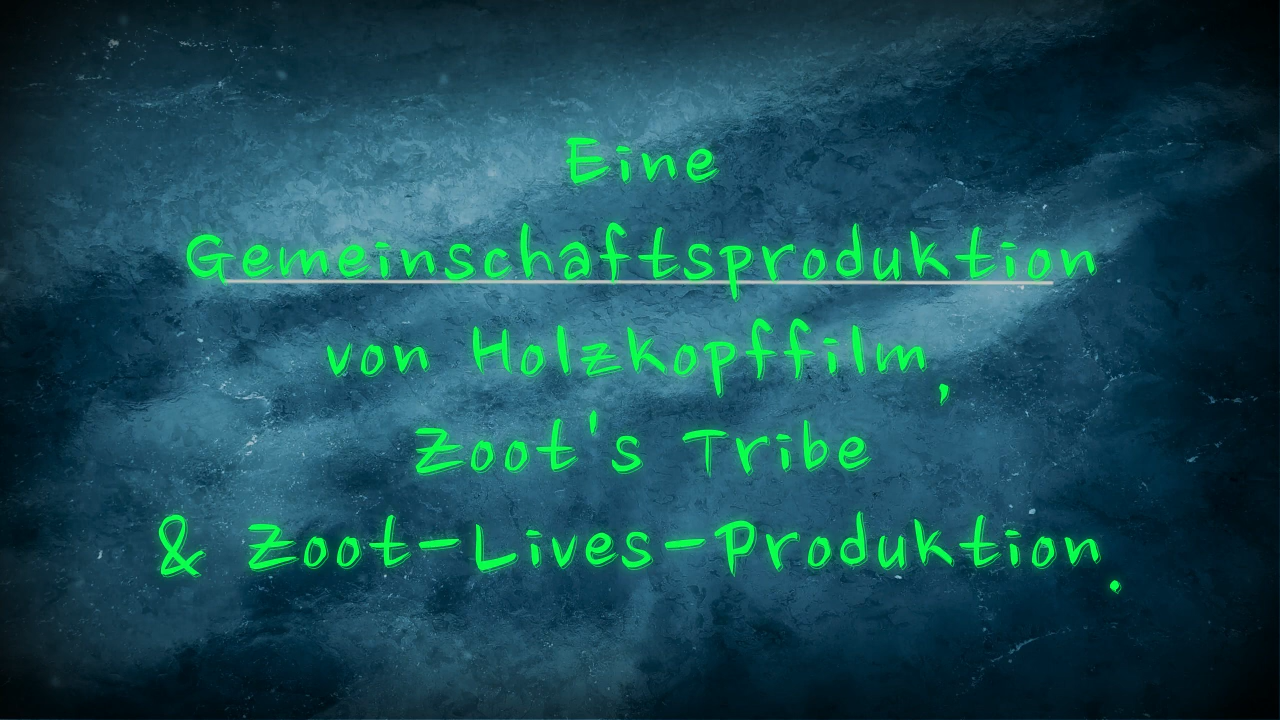 Eine
Gemeinschaftsproduktion
von Holzkopffilm,
Zoot's Tribe
& Zoot-Lives-Produktion.